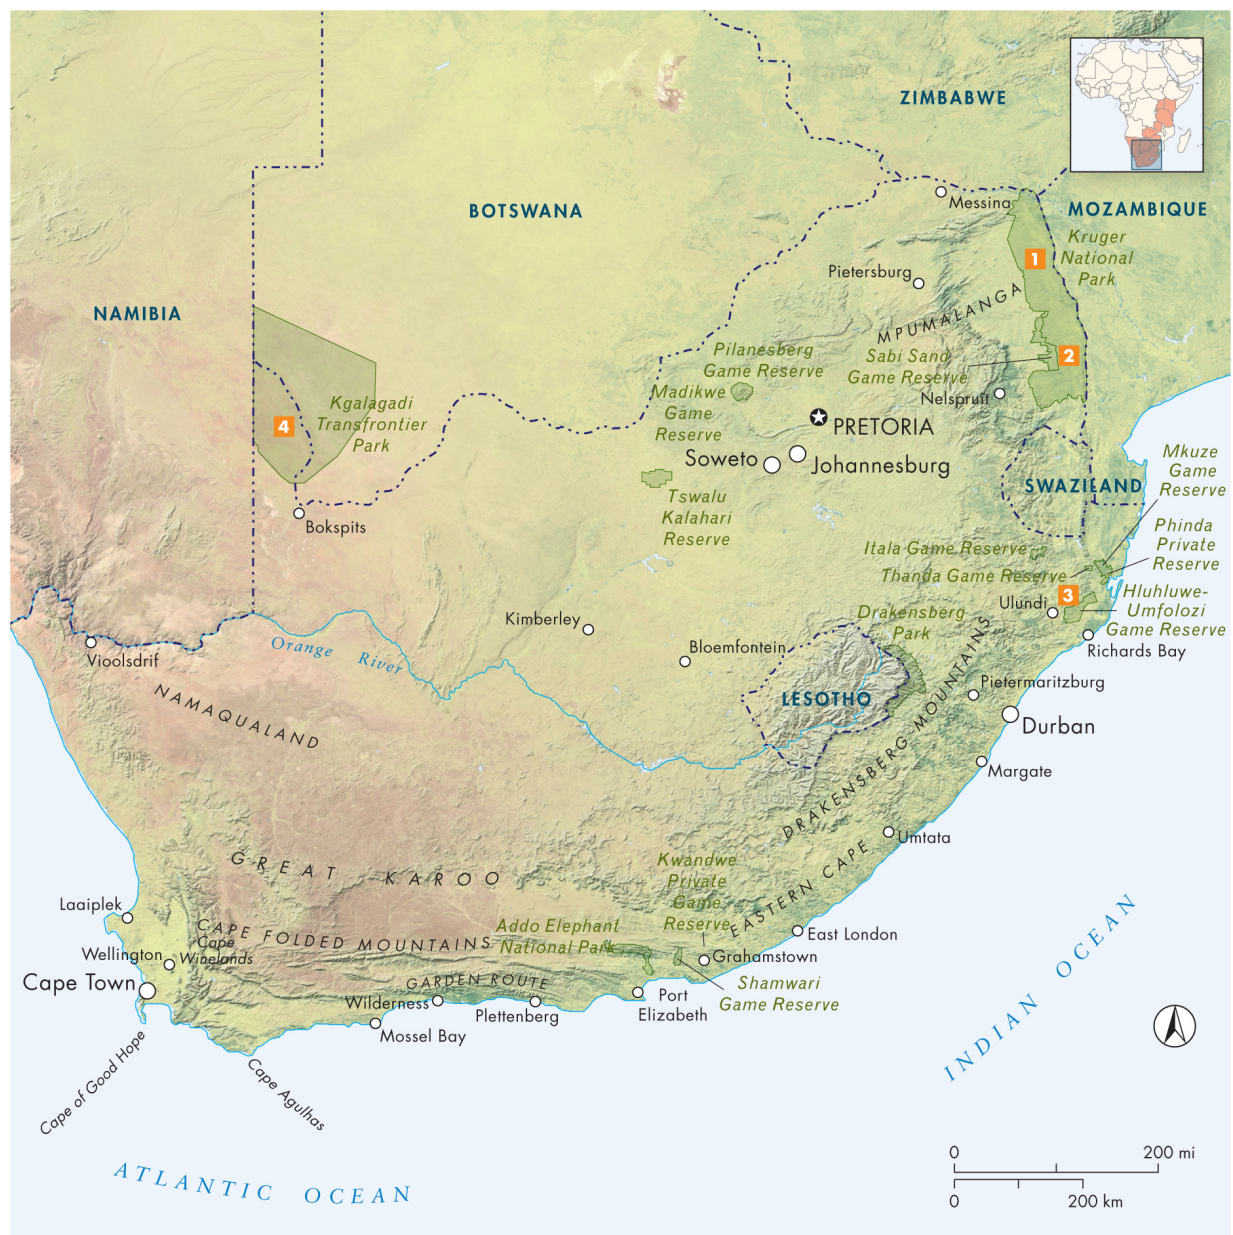 ZIMBABWE
BOTSWANA
Messina
MOZAMBIQUE
Kruger
National
Park
1
Pietersburg
NAMIBIA
MPUMALANGA
Pilanesberg
Game Reserve
Sabi Sand
Game Reserve
2
Madikwe
Game
Reserve
Nelspruit
Kgalagadi
Transfrontier
Park
4
PRETORIA
Soweto
Johannesburg
SWAZILAND
Mkuze
Game
Reserve
Tswalu
Kalahari
Reserve
Bokspits
Phinda
Private
Reserve
Itala Game Reserve
Thanda Game Reserve
3
Hluhluwe-
Umfolozi
Game Reserve
Ulundi
Drakensberg
Park
Kimberley
Bloemfontein
Richards Bay
Orange River
Vioolsdrif
LESOTHO
Pietermaritzburg
NAMAQUALAND
Durban
DRAKENSBERG MOUNTAINS
Margate
Umtata
GREAT KAROO
Kwandwe
Private
Game
Reserve
EASTERN CAPE
Laaiplek
Addo Elephant
National Park
East London
CAPE FOLDED MOUNTAINS
Cape
Winelands
Wellington
Grahamstown
Cape Town
GARDEN ROUTE
Shamwari
Game Reserve
Wilderness
Plettenberg
Port
Elizabeth
Mossel Bay
Cape of Good Hope
Cape Agulhas
INDIAN OCEAN
ATLANTIC OCEAN
0 200 mi
0 200 km